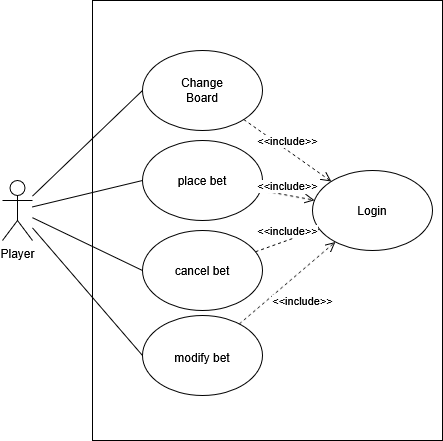 Change
Board
<<include>>
place bet
<<include>>
Login
<<include>>
Player
cancel bet
<<include>>
modify bet